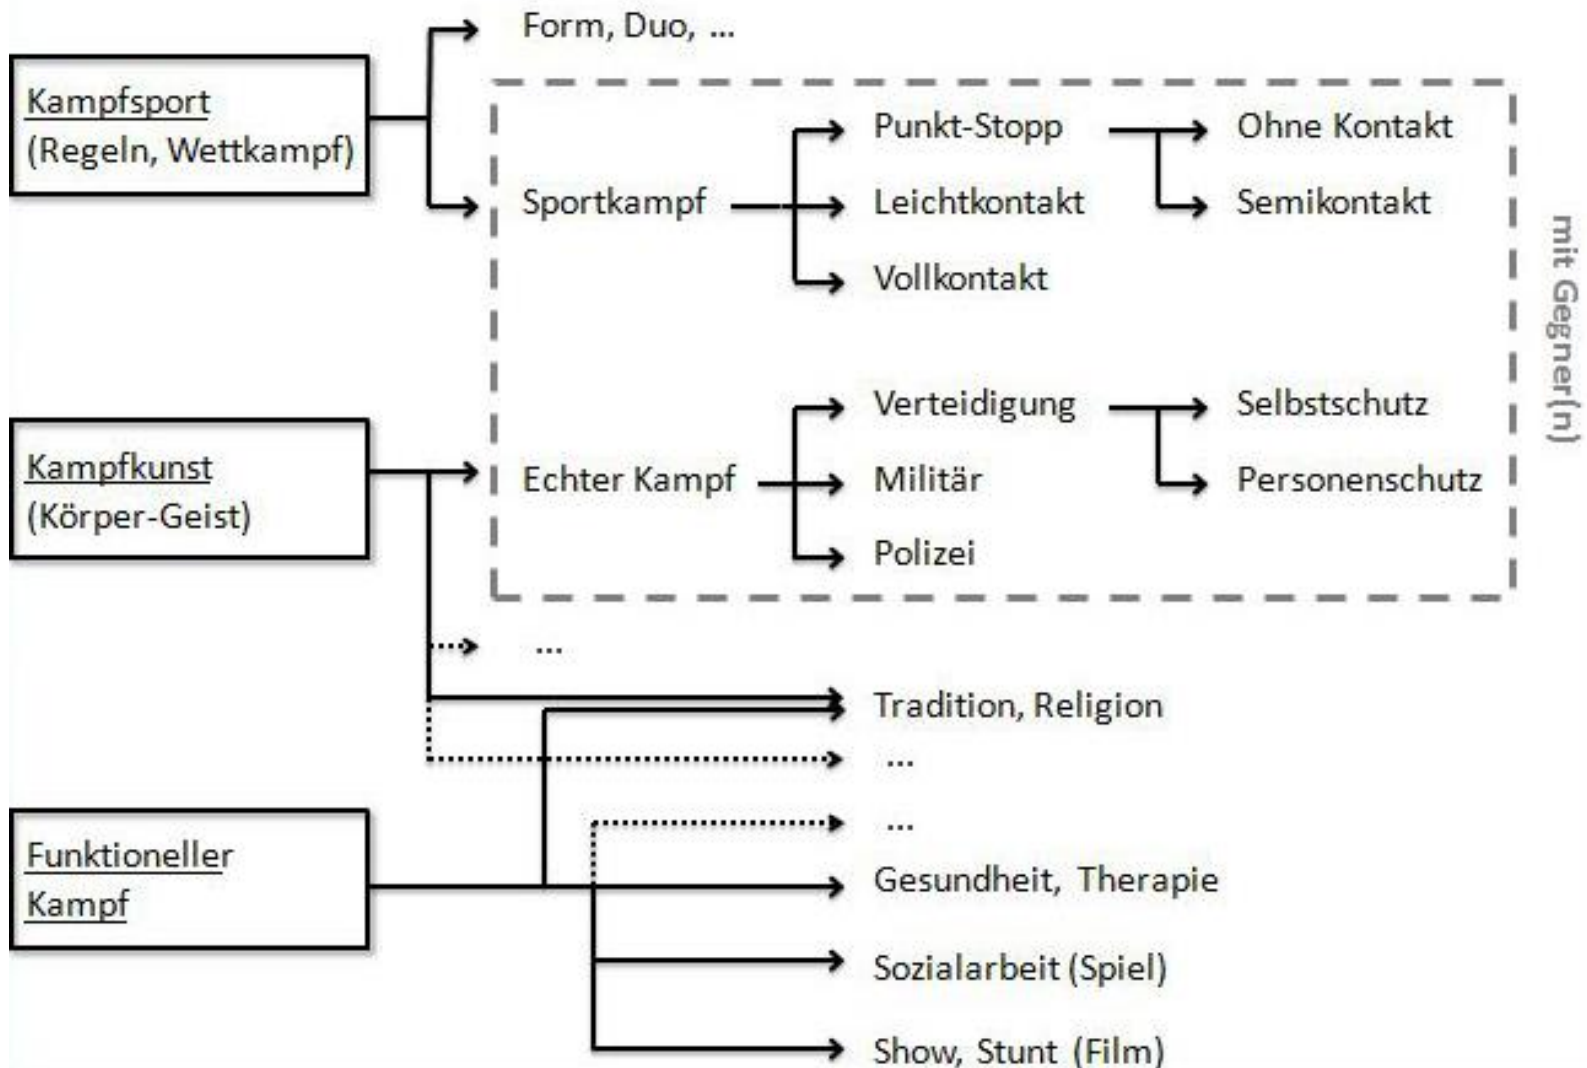 Form, Duo, ...
Kampfsport
(Regeln, Wettkampf)
Sportkampf
Punkt-Stopp
Leichtkontakt
Vollkontakt
Ohne Kontakt
Semikontakt
mit Gegner(n)
Kampfkunst
(Körper-Geist)
Echter Kampf
Verteidigung
Militär
Polizei
Selbstschutz
Personenschutz
...
Tradition, Religion
...
...
Funktioneller
Kampf
Gesundheit, Therapie
Sozialarbeit (Spiel)
Show, Stunt (Film)